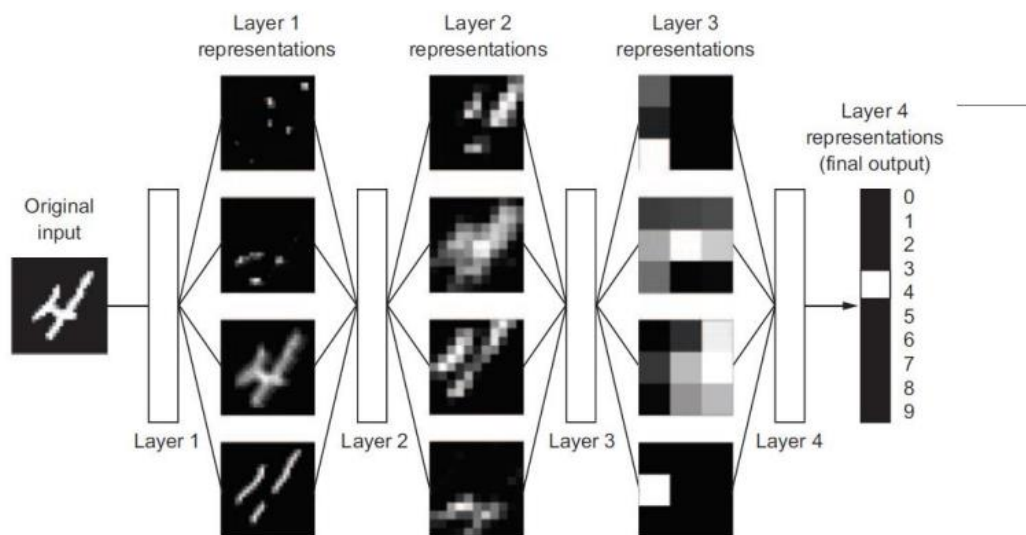 Layer 1
representations
Layer 2
representations
Layer 3
representations
Layer 4
representations
(final output)
Original
input
0
1
2
3
4
5
6
7
8
9
Layer 1
Layer 2
Layer 3
Layer 4